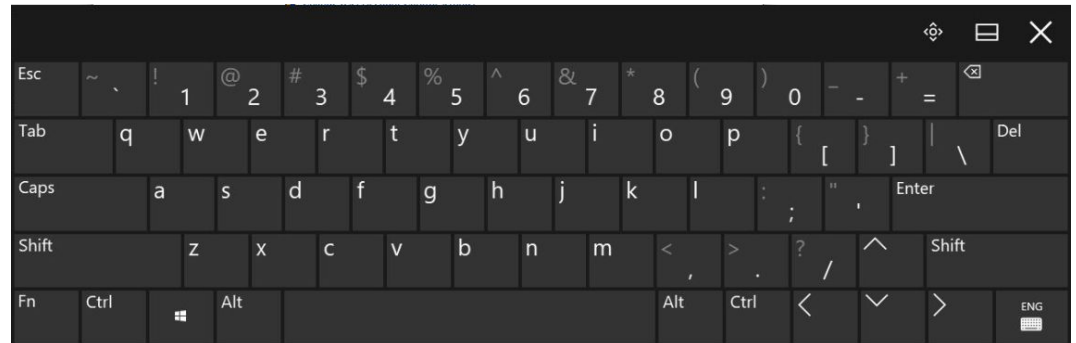 Esc ~ ` ! 1 @ 2 # 3 $ 4 % 5 ^ 6 & 7 * 8 ( 9 ) 0 _ - + =
Tab q w e r t y u i o p { [ } ] | \ Del
Caps a s d f g h j k l : ; " ' Enter
Shift z x c v b n m < , > . ? / Shift
Fn Ctrl Alt Alt Ctrl ENG